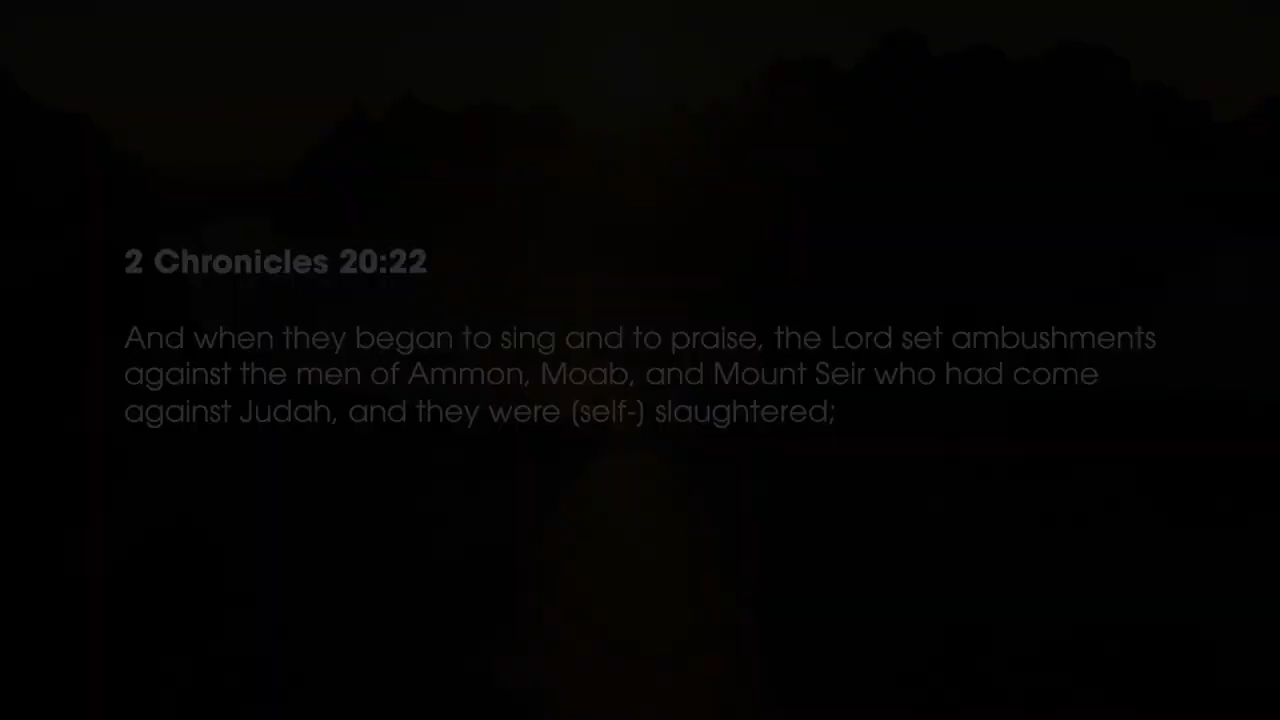 2 Chronicles 20:22
And when they began to sing and to praise, the Lord set ambushments
against the men of Ammon, Moab, and Mount Seir who had come
against Judah, and they were (self-) slaughtered;